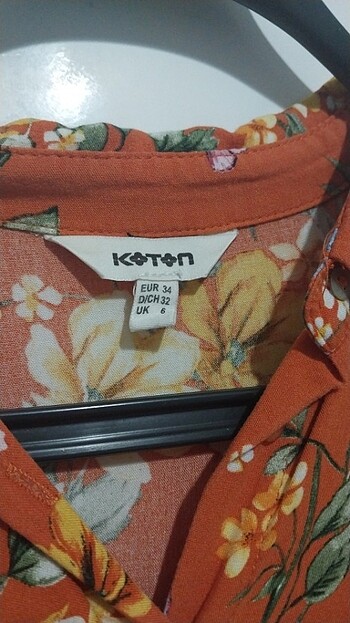 KOTON
EUR 34
D/CH 32
UK 6